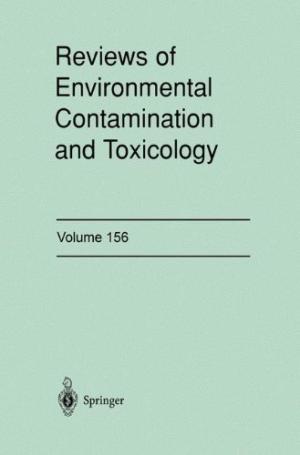 Reviews of
Environmental
Contamination
and Toxicology
Volume 156
Springer